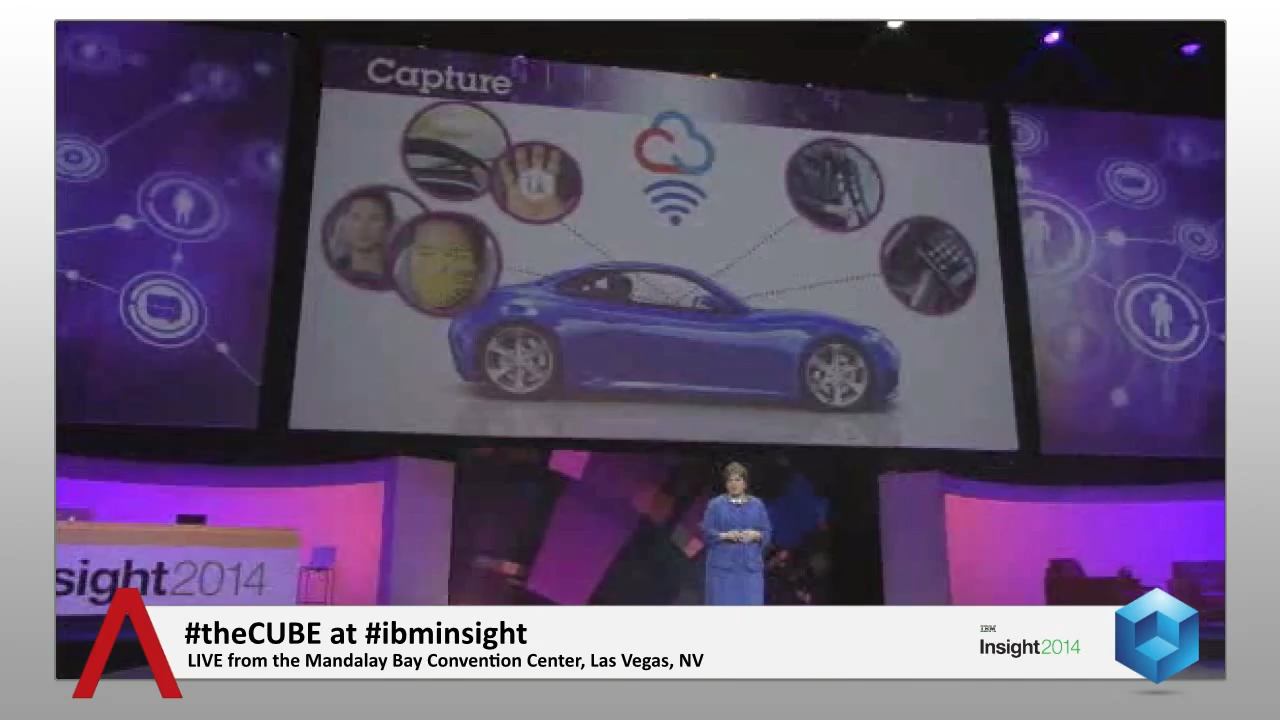 Capture
sight2014
#theCUBE at #ibminsight
LIVE from the Mandalay Bay Convention Center, Las Vegas, NV
IBM
Insight2014